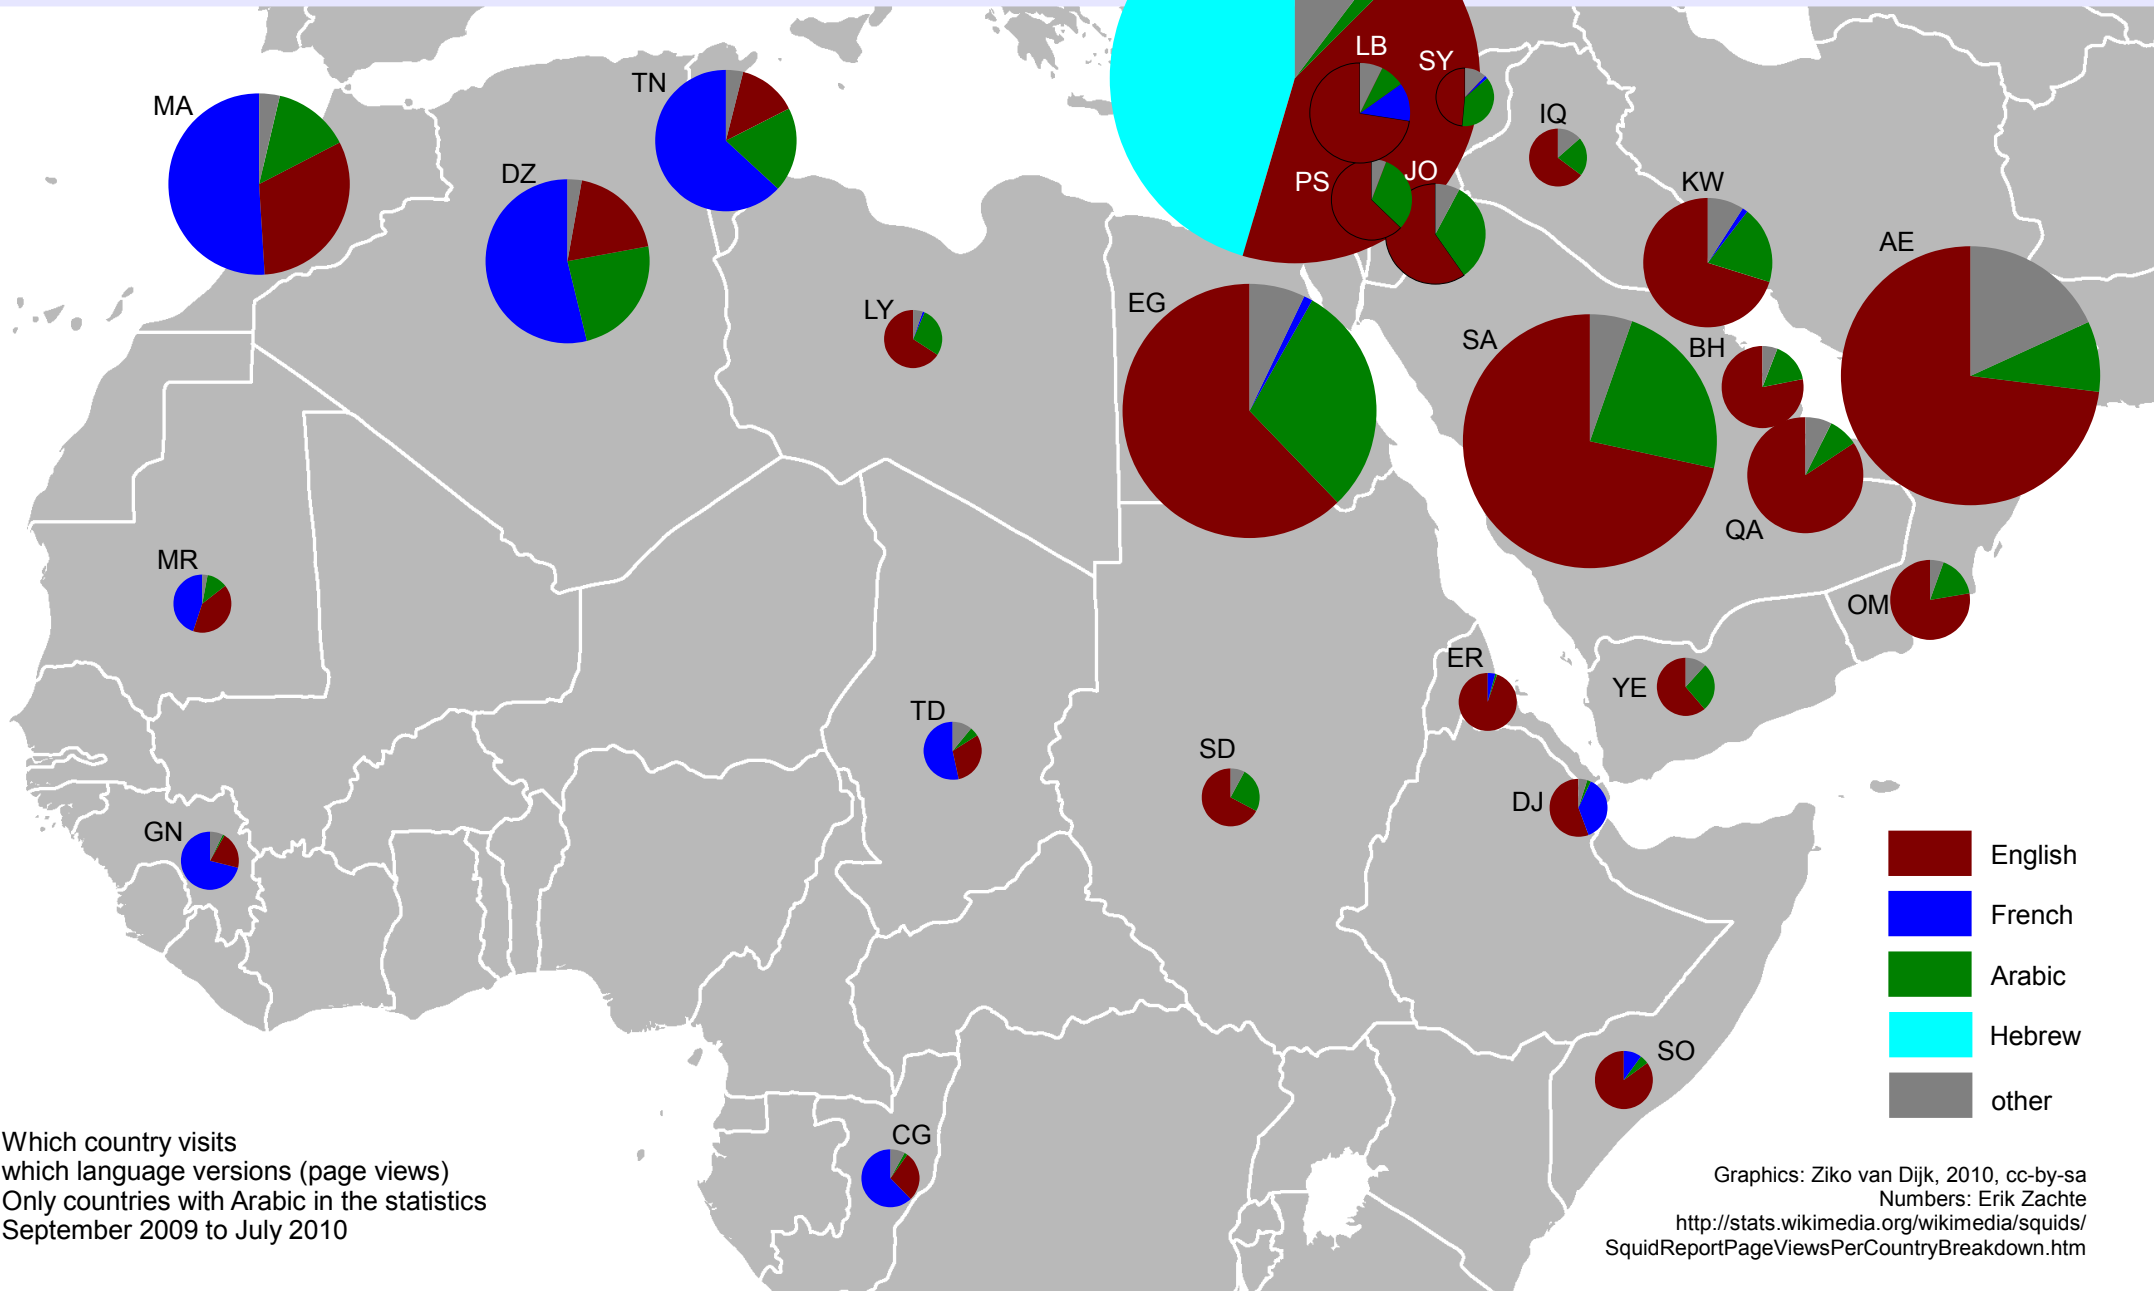 LB
SY
TN
MA
IQ
PS
JO
DZ
KW
AE
EG
LY
SA
BH
QA
MR
OM
ER
YE
TD
SD
DJ
GN
English
French
Arabic
Hebrew
other
SO
CG
Which country visits
which language versions (page views)
Only countries with Arabic in the statistics
September 2009 to July 2010
Graphics: Ziko van Dijk, 2010, cc-by-sa
Numbers: Erik Zachte
http://stats.wikimedia.org/wikimedia/squids/
SquidReportPageViewsPerCountryBreakdown.htm